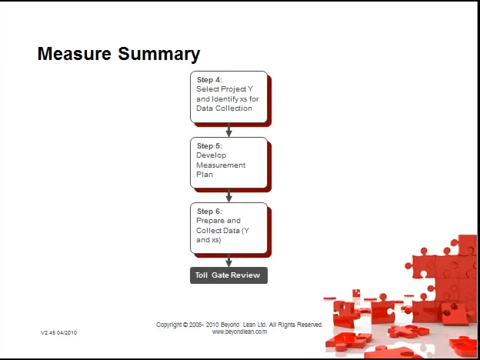 Measure Summary
Step 4:
Select Project Y
and Identify xs for
Data Collection
Step 5:
Develop
Measurement
Plan
Step 6:
Prepare and
Collect Data (Y
and xs)
Toll Gate Review
Copyright © 2005- 2010 Beyond Lean Ltd. All Rights Reserved.
www.beyondlean.com
V2.45 04/2010